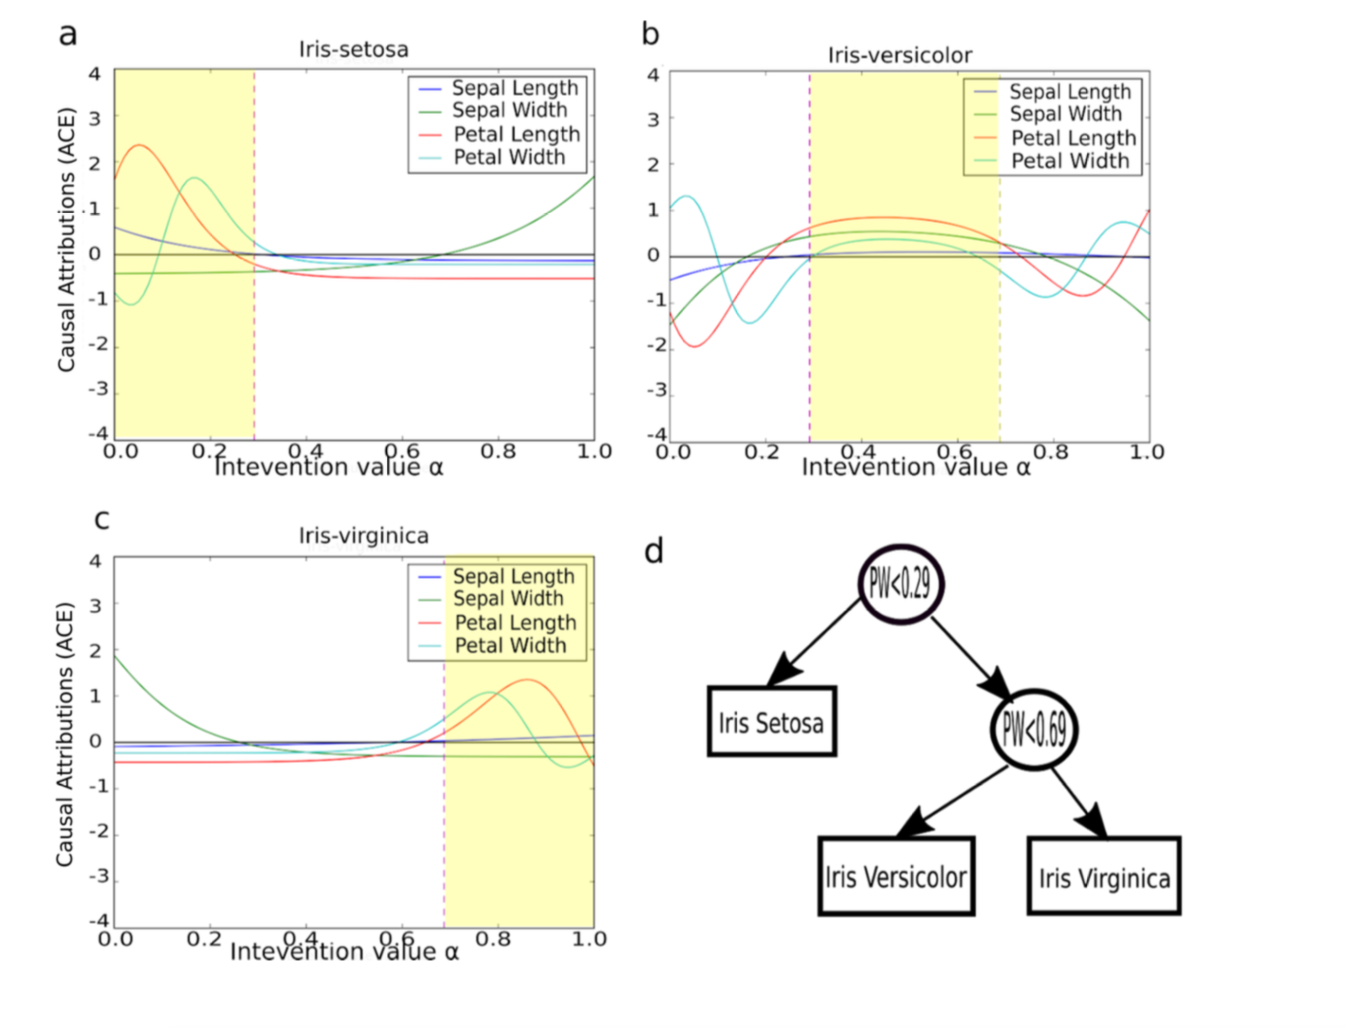 a
Iris-setosa
Causal Attributions (ACE)
4
3
2
1
0
-1
-2
-3
-4
Sepal Length
Sepal Width
Petal Length
Petal Width
0.0 0.2 0.4 0.6 0.8 1.0
Intevention value α
b
Iris-versicolor
4
3
2
1
0
-1
-2
-3
-4
Sepal Length
Sepal Width
Petal Length
Petal Width
0.0 0.2 0.4 0.6 0.8 1.0
Intevention value α
c
Iris-virginica
Causal Attributions (ACE)
4
3
2
1
0
-1
-2
-3
-4
Sepal Length
Sepal Width
Petal Length
Petal Width
0.0 0.2 0.4 0.6 0.8 1.0
Intevention value α
d
PW<0.29
Iris Setosa
PW<0.69
Iris Versicolor
Iris Virginica